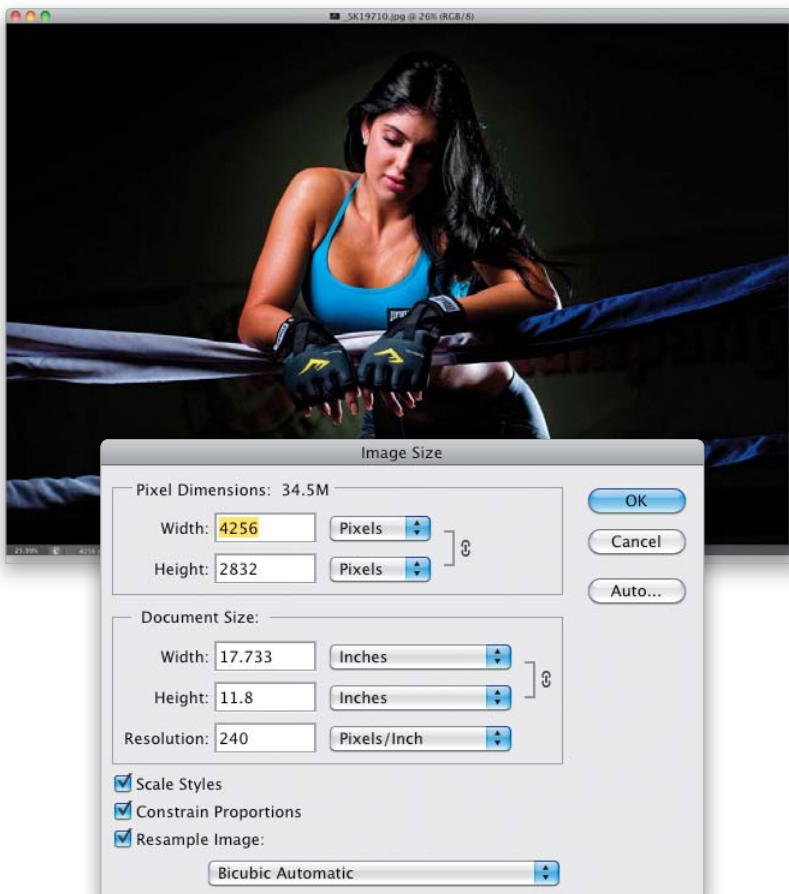 _SK19710.jpg @ 26% (RGB/8)
Image Size
Pixel Dimensions: 34.5M
Width: 4256 Pixels
Height: 2832 Pixels
OK
Cancel
Auto...
Document Size:
Width: 17.733 Inches
Height: 11.8 Inches
Resolution: 240 Pixels/Inch
Scale Styles
Constrain Proportions
Resample Image:
Bicubic Automatic